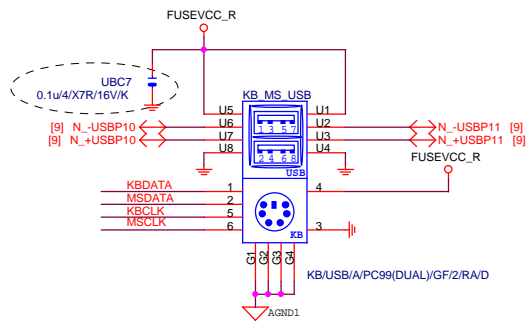 FUSEVCC_R
UBC7
0.1u/4/X7R/16V/K
KB_MS_USB
U5 U1
[9] N_-USBP10 U6 U2 N_-USBP11 [9]
[9] N_+USBP10 U7 U3 N_+USBP11 [9]
U8 U4
1 3 5 7
2 4 6 8
USB
FUSEVCC_R
KBDATA 1 4
MSDATA 2
KBCLK 5 3
MSCLK 6
KB
G1 G2 G3 G4
KB/USB/A/PC99(DUAL)/GF/2/RA/D
AGND1